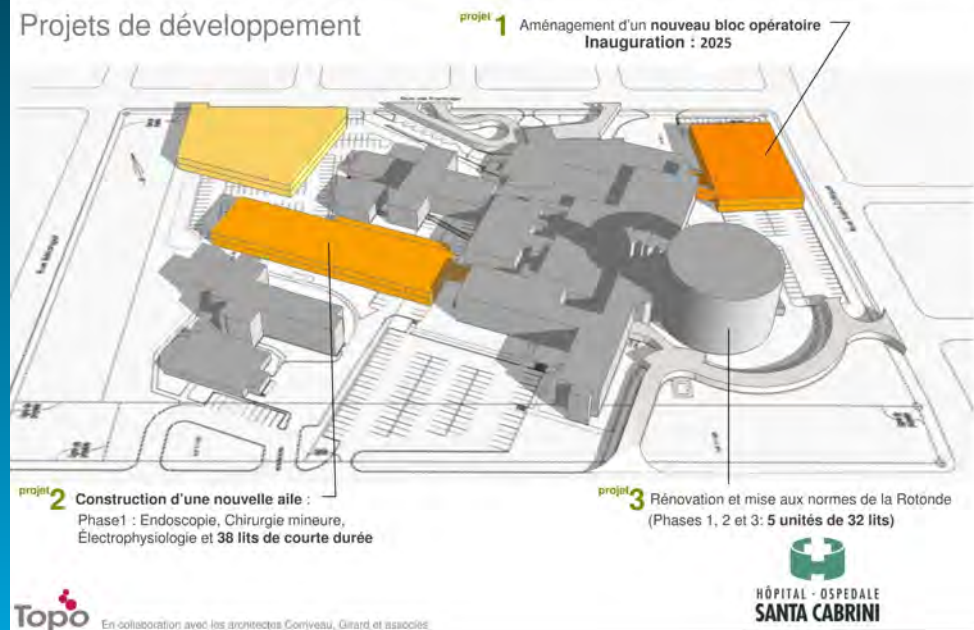 Projets de développement
projet 1 Aménagement d'un nouveau bloc opératoire
Inauguration : 2025
projet 2 Construction d'une nouvelle aile :
Phase1 : Endoscopie, Chirurgie mineure,
Électrophysiologie et 38 lits de courte durée
projet 3 Rénovation et mise aux normes de la Rotonde
(Phases 1, 2 et 3: 5 unités de 32 lits)
HÔPITAL - OSPEDALE
SANTA CABRINI
Topo En collaboration avec les architectes Corriveau, Girard et associés